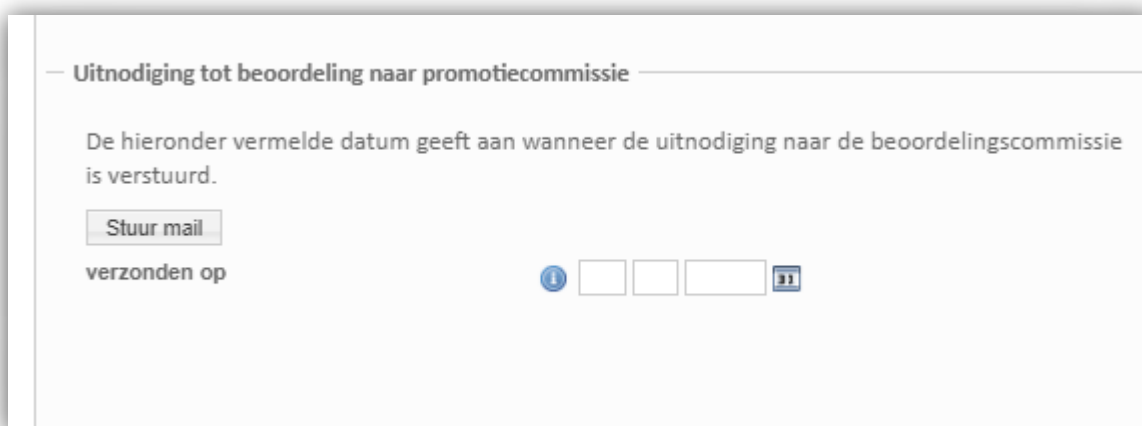 Uitnodiging tot beoordeling naar promotiecommissie
De hieronder vermelde datum geeft aan wanneer de uitnodiging naar de beoordelingscommissie
is verstuurd.
Stuur mail
verzonden op
31